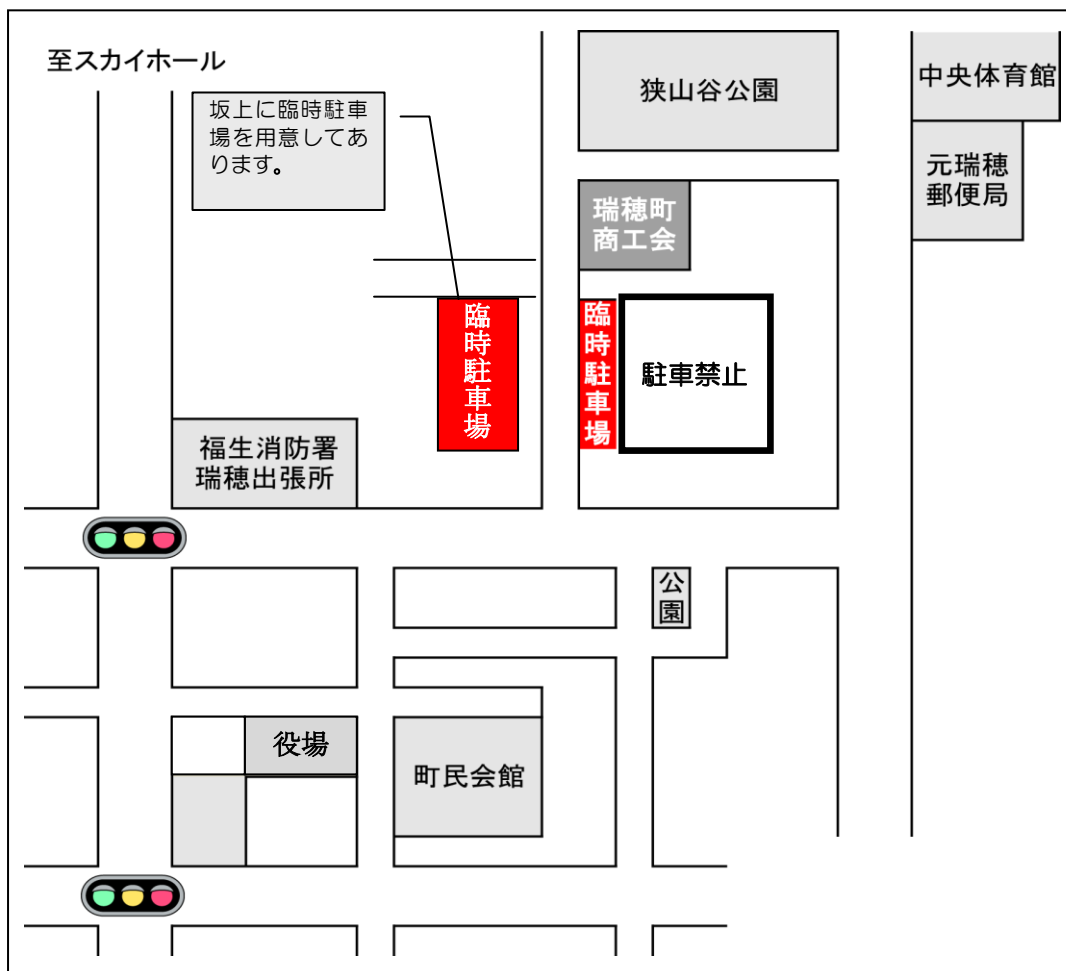 至スカイホール
狭山谷公園
中央体育館
坂上に臨時駐車
場を用意してあ
ります。
元瑞穂
郵便局
瑞穂町
商工会
臨時駐車場
臨時駐車場
駐車禁止
福生消防署
瑞穂出張所
公園
役場
町民会館